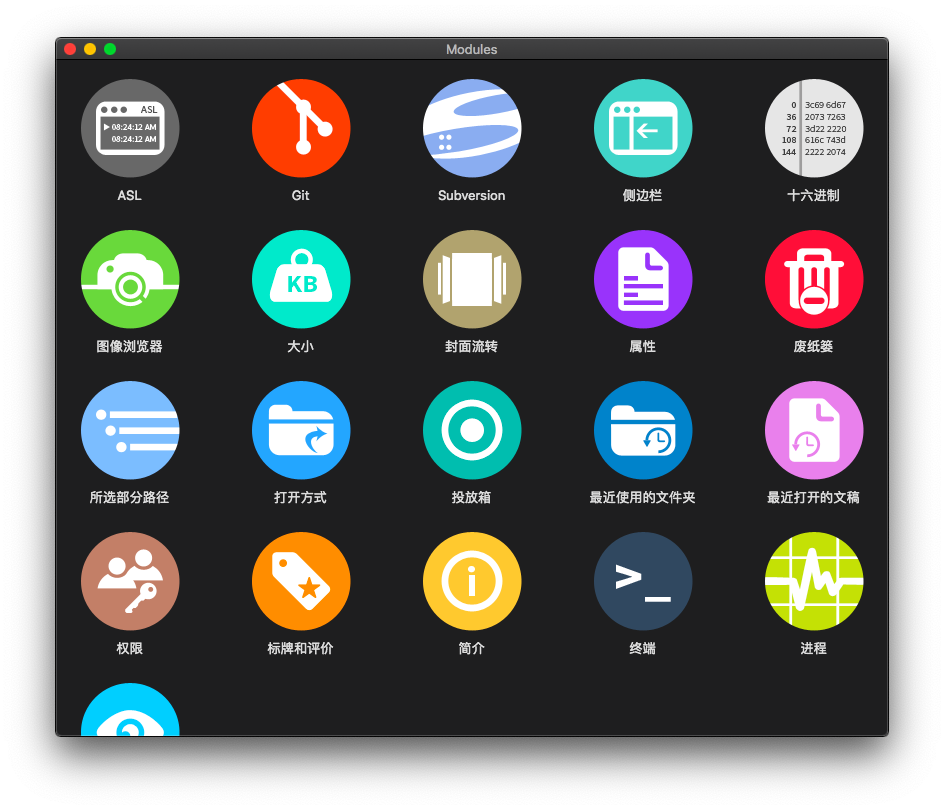 Modules
ASL
08:24:12 AM
08:24:12 AM
0 3c69 6d67
36 2073 7263
72 3d22 2220
108 616c 743d
144 2222 2074
ASL Git Subversion 侧边栏 十六进制
KB
图像浏览器 大小 封面流转 属性 废纸篓
所选部分路径 打开方式 投放箱 最近使用的文件夹 最近打开的文稿
>_
权限 标牌和评价 简介 终端 进程